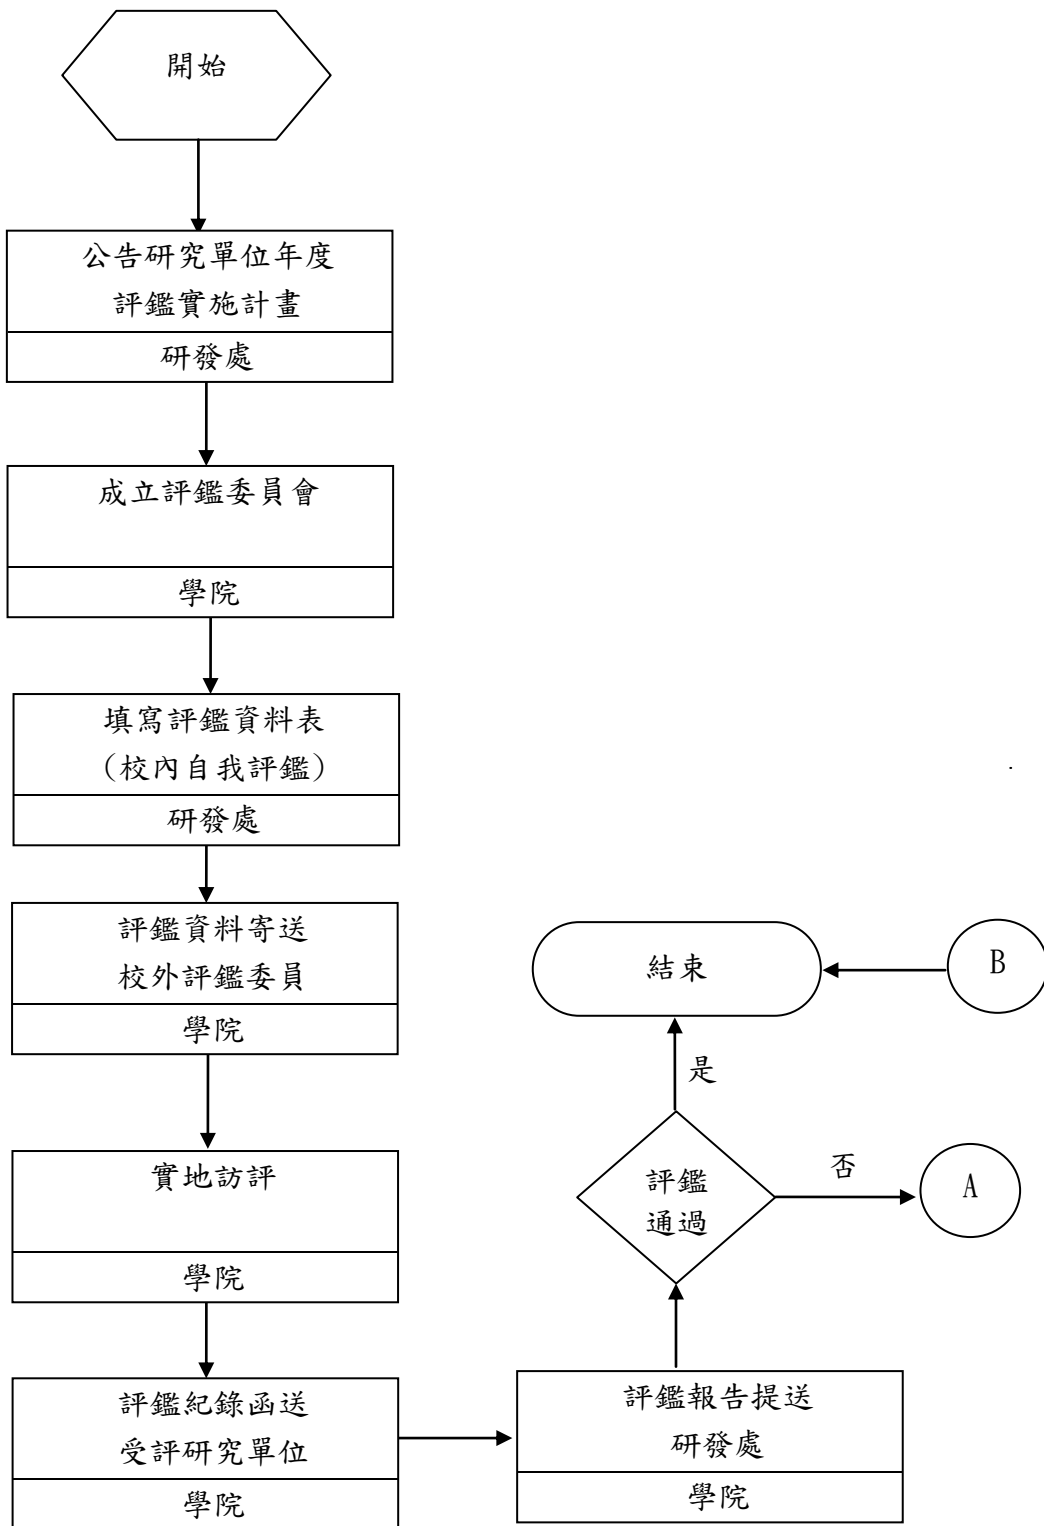 開始
公告研究單位年度
評鑑實施計畫
研發處
成立評鑑委員會
學院
填寫評鑑資料表
(校內自我評鑑)
研發處
評鑑資料寄送
校外評鑑委員
學院
實地訪評
學院
評鑑紀錄函送
受評研究單位
學院
評鑑報告提送
研發處
學院
評鑑
通過
是
否
A
結束
B